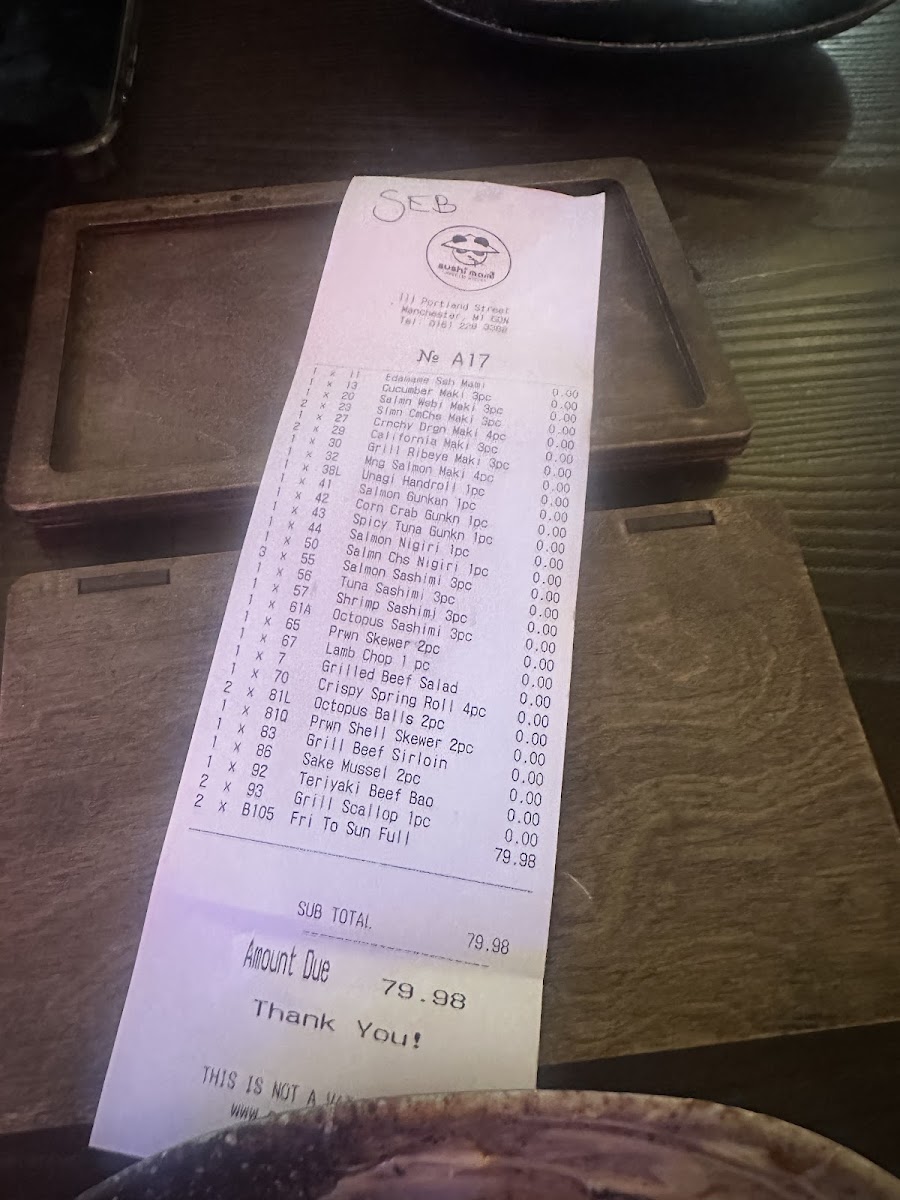 SEB
sushi mami
111 Portland Street
Manchester, M1 6DN
Tel: 0161 228 3388
№ A17
1 x 11 Edamame Ssh Mami 0.00
1 x 13 Cucumber Maki 3pc 0.00
1 x 20 Salmn Wobi Maki 3pc 0.00
2 x 23 Slmn CmChs Maki 3pc 0.00
1 x 27 Crnchy Drgn Maki 4pc 0.00
2 x 29 California Maki 3pc 0.00
1 x 30 Grill Ribeye Maki 3pc 0.00
1 x 32 Mng Salmon Maki 4pc 0.00
1 x 38L Unagi Handroll 1pc 0.00
1 x 41 Salmon Gunkan 1pc 0.00
1 x 42 Corn Crab Gunkn 1pc 0.00
1 x 43 Spicy Tuna Gunkn 1pc 0.00
1 x 44 Salmon Nigiri 1pc 0.00
1 x 50 Salmn Chs Nigiri 1pc 0.00
3 x 55 Salmon Sashimi 3pc 0.00
1 x 56 Tuna Sashimi 3pc 0.00
1 x 57 Shrimp Sashimi 3pc 0.00
1 x 61A Octopus Sashimi 3pc 0.00
1 x 65 Prwn Skewer 2pc 0.00
1 x 67 Lamb Chop 1 pc 0.00
1 x 7 Grilled Beef Salad 0.00
1 x 70 Crispy Spring Roll 4pc 0.00
2 x 81L Octopus Balls 2pc 0.00
1 x 81Q Prwn Shell Skewer 2pc 0.00
1 x 83 Grill Beef Sirloin 0.00
1 x 86 Sake Mussel 2pc 0.00
1 x 92 Teriyaki Beef Bao 0.00
2 x 93 Grill Scallop 1pc 0.00
2 x B105 Fri To Sun Full 79.98
SUB TOTAL 79.98
Amount Due 79.98
Thank You!
THIS IS NOT A
www